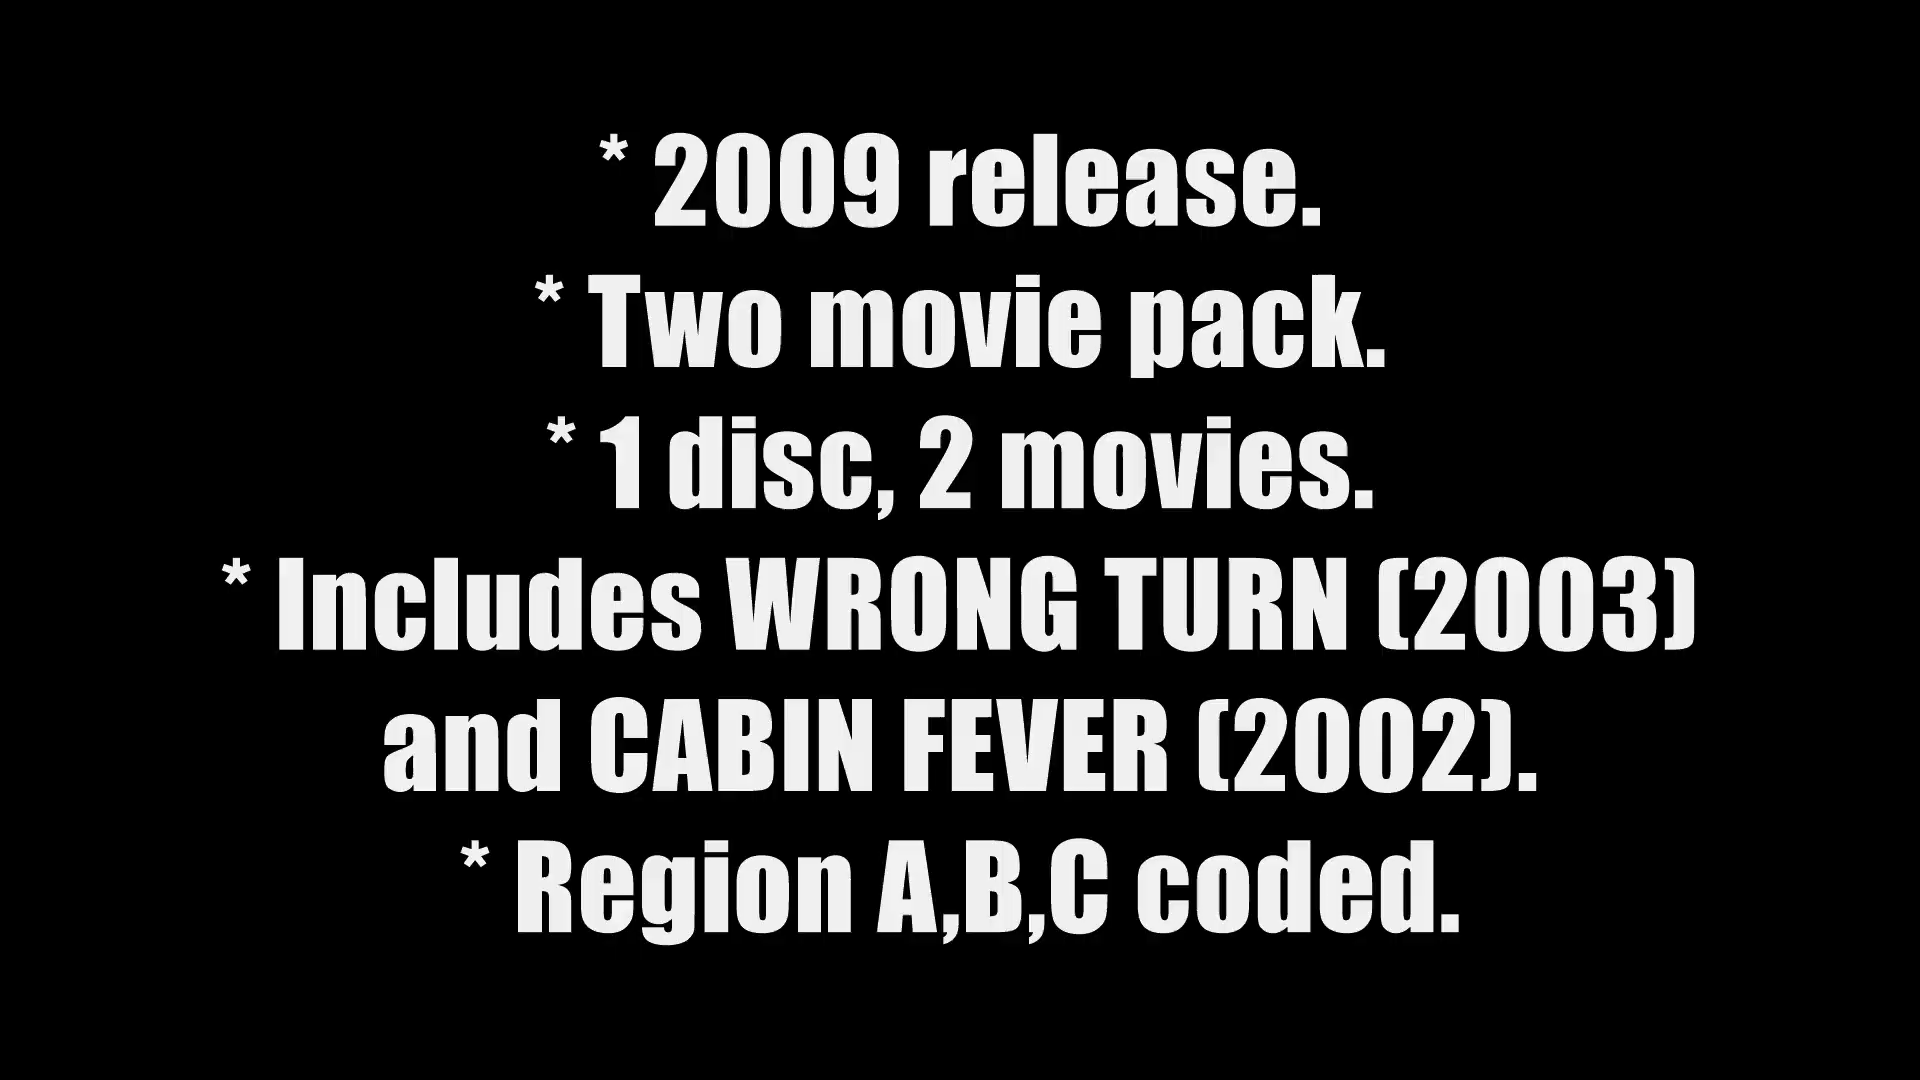 * 2009 release.
* Two movie pack.
* 1 disc, 2 movies.
* Includes WRONG TURN (2003)
and CABIN FEVER (2002).
* Region A,B,C coded.